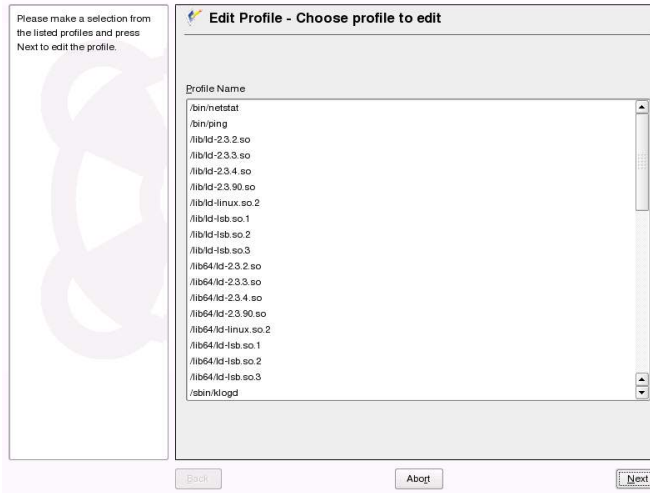 Please make a selection from
the listed profiles and press
Next to edit the profile.
Edit Profile - Choose profile to edit
Profile Name
/bin/netstat
/bin/ping
/lib/ld-2.3.2.so
/lib/ld-2.3.3.so
/lib/ld-2.3.4.so
/lib/ld-2.3.90.so
/lib/ld-linux.so.2
/lib/ld-lsb.so.1
/lib/ld-lsb.so.2
/lib/ld-lsb.so.3
/lib64/ld-2.3.2.so
/lib64/ld-2.3.3.so
/lib64/ld-2.3.4.so
/lib64/ld-2.3.90.so
/lib64/ld-linux.so.2
/lib64/ld-lsb.so.1
/lib64/ld-lsb.so.2
/lib64/ld-lsb.so.3
/sbin/klogd
Back
Abort
Next